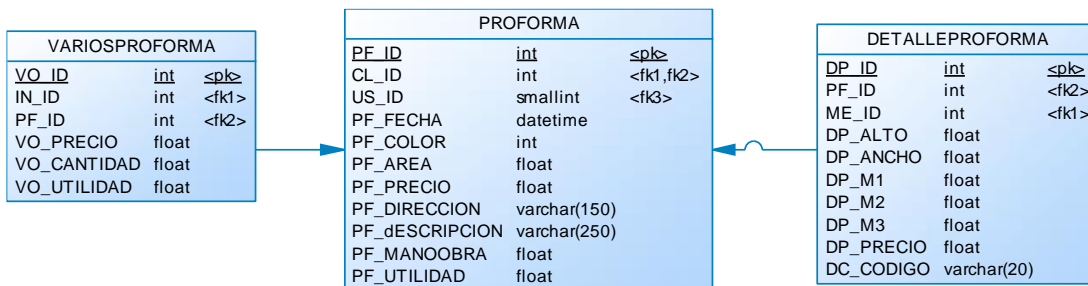 VARIOSPROFORMA
VO_ID int <pk>
IN_ID int <fk1>
PF_ID int <fk2>
VO_PRECIO float
VO_CANTIDAD float
VO_UTILIDAD float
PROFORMA
PF_ID int <pk>
CL_ID int <fk1,fk2>
US_ID smallint <fk3>
PF_FECHA datetime
PF_COLOR int
PF_AREA float
PF_PRECIO float
PF_DIRECCION varchar(150)
PF_dESCRIPCION varchar(250)
PF_MANOOBRA float
PF_UTILIDAD float
DETALLEPROFORMA
DP_ID int <pk>
PF_ID int <fk2>
ME_ID int <fk1>
DP_ALTO float
DP_ANCHO float
DP_M1 float
DP_M2 float
DP_M3 float
DP_PRECIO float
DC_CODIGO varchar(20)